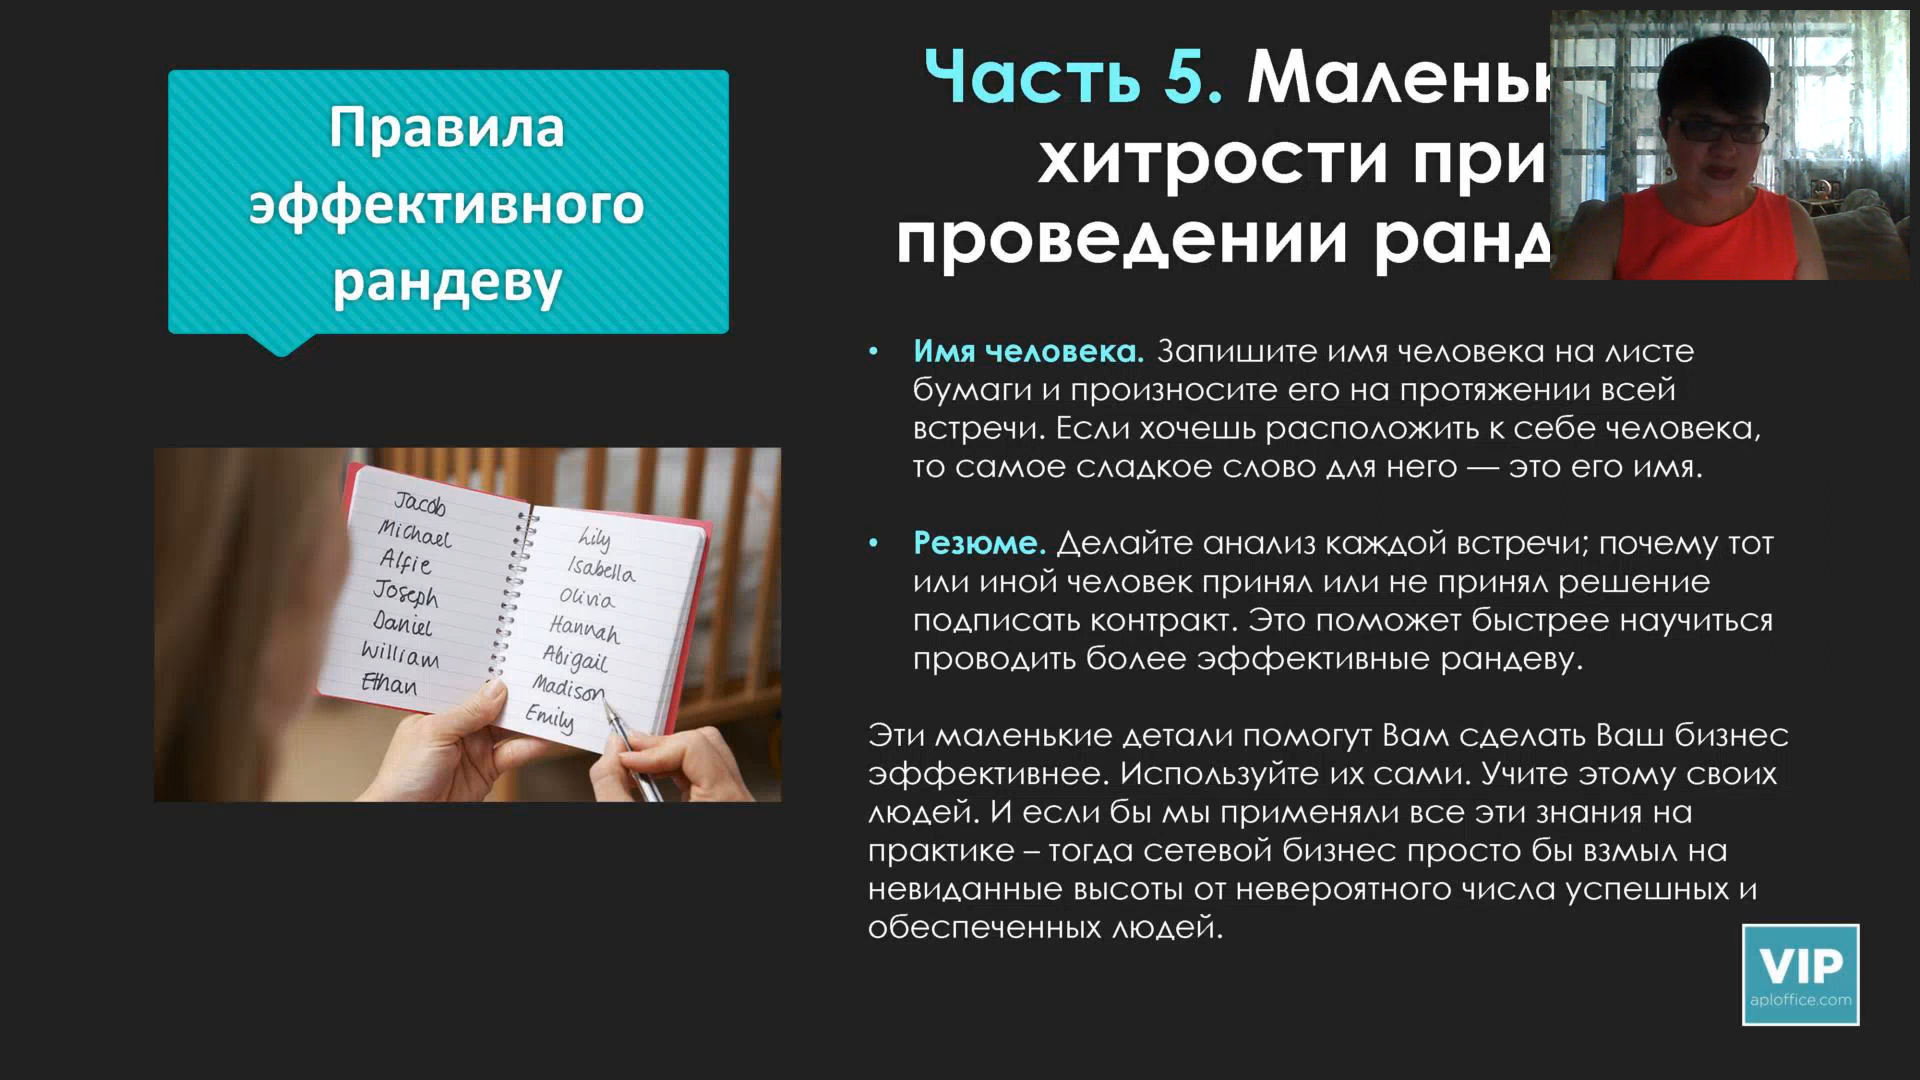 Правила
эффективного
рандеву
Часть 5.
хитрости при
проведении
• Имя человека. Запишите имя человека на листе
бумаги и произносите его на протяжении всей
встречи. Если хочешь расположить к себе человека,
то самое сладкое слово для него — это его имя.
• Резюме. Делайте анализ каждой встречи; почему тот
или иной человек принял или не принял решение
подписать контракт. Это поможет быстрее научиться
проводить более эффективные рандеву.
Эти маленькие детали помогут Вам сделать Ваш бизнес
эффективнее. Используйте их сами. Учите этому своих
людей. И если бы мы применяли все эти знания на
практике – тогда сетевой бизнес просто бы взмыл на
невиданные высоты от невероятного числа успешных и
обеспеченных людей.
Jacob
Michael
Alfie
Joseph
Daniel
William
Ethan
Lily
Isabella
Olivia
Hannah
Abigail
Madison
Emily
VIP
aploffice.com